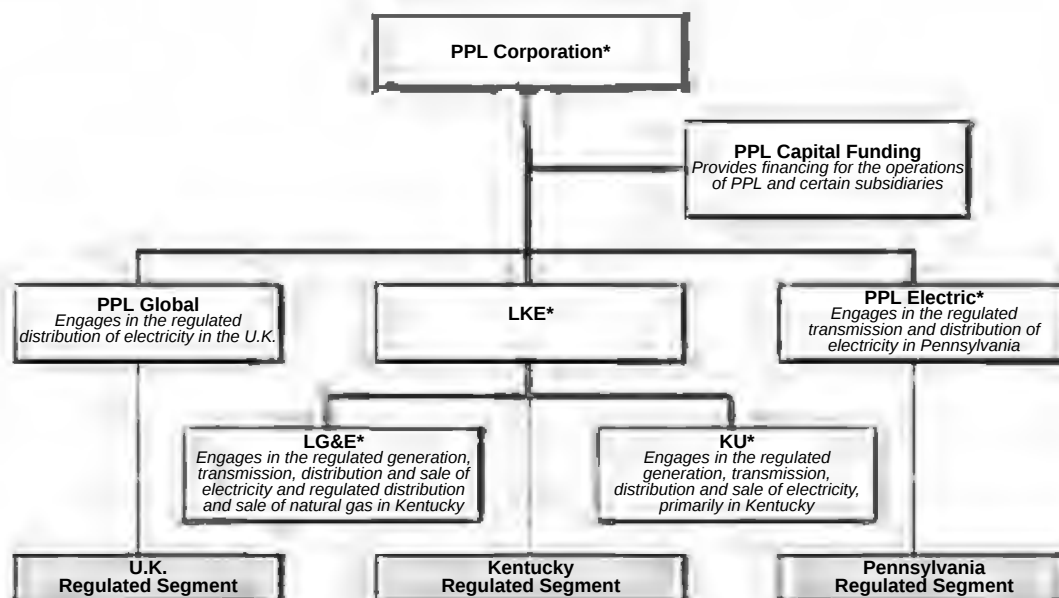 PPL Corporation*
PPL Capital Funding
Provides financing for the operations
of PPL and certain subsidiaries
PPL Global
Engages in the regulated
distribution of electricity in the U.K.
LKE*
PPL Electric*
Engages in the regulated
transmission and distribution of
electricity in Pennsylvania
LG&E*
Engages in the regulated generation,
transmission, distribution and sale of
electricity and regulated distribution
and sale of natural gas in Kentucky
KU*
Engages in the regulated
generation, transmission,
distribution and sale of electricity,
primarily in Kentucky
U.K.
Regulated Segment
Kentucky
Regulated Segment
Pennsylvania
Regulated Segment